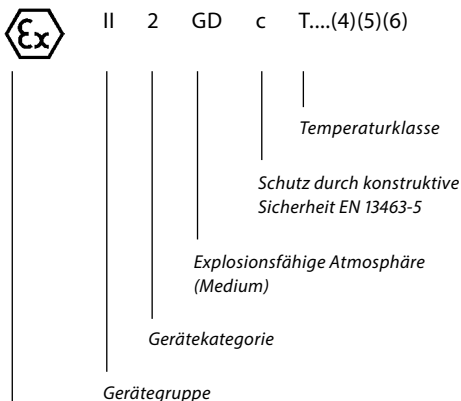 Ex II 2 GD c T....(4)(5)(6)
Temperaturklasse
Schutz durch konstruktive
Sicherheit EN 13463-5
Explosionsfähige Atmosphäre
(Medium)
Gerätekategorie
Gerätegruppe